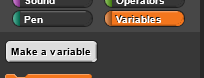 Sound Operators
Pen Variables
Make a variable